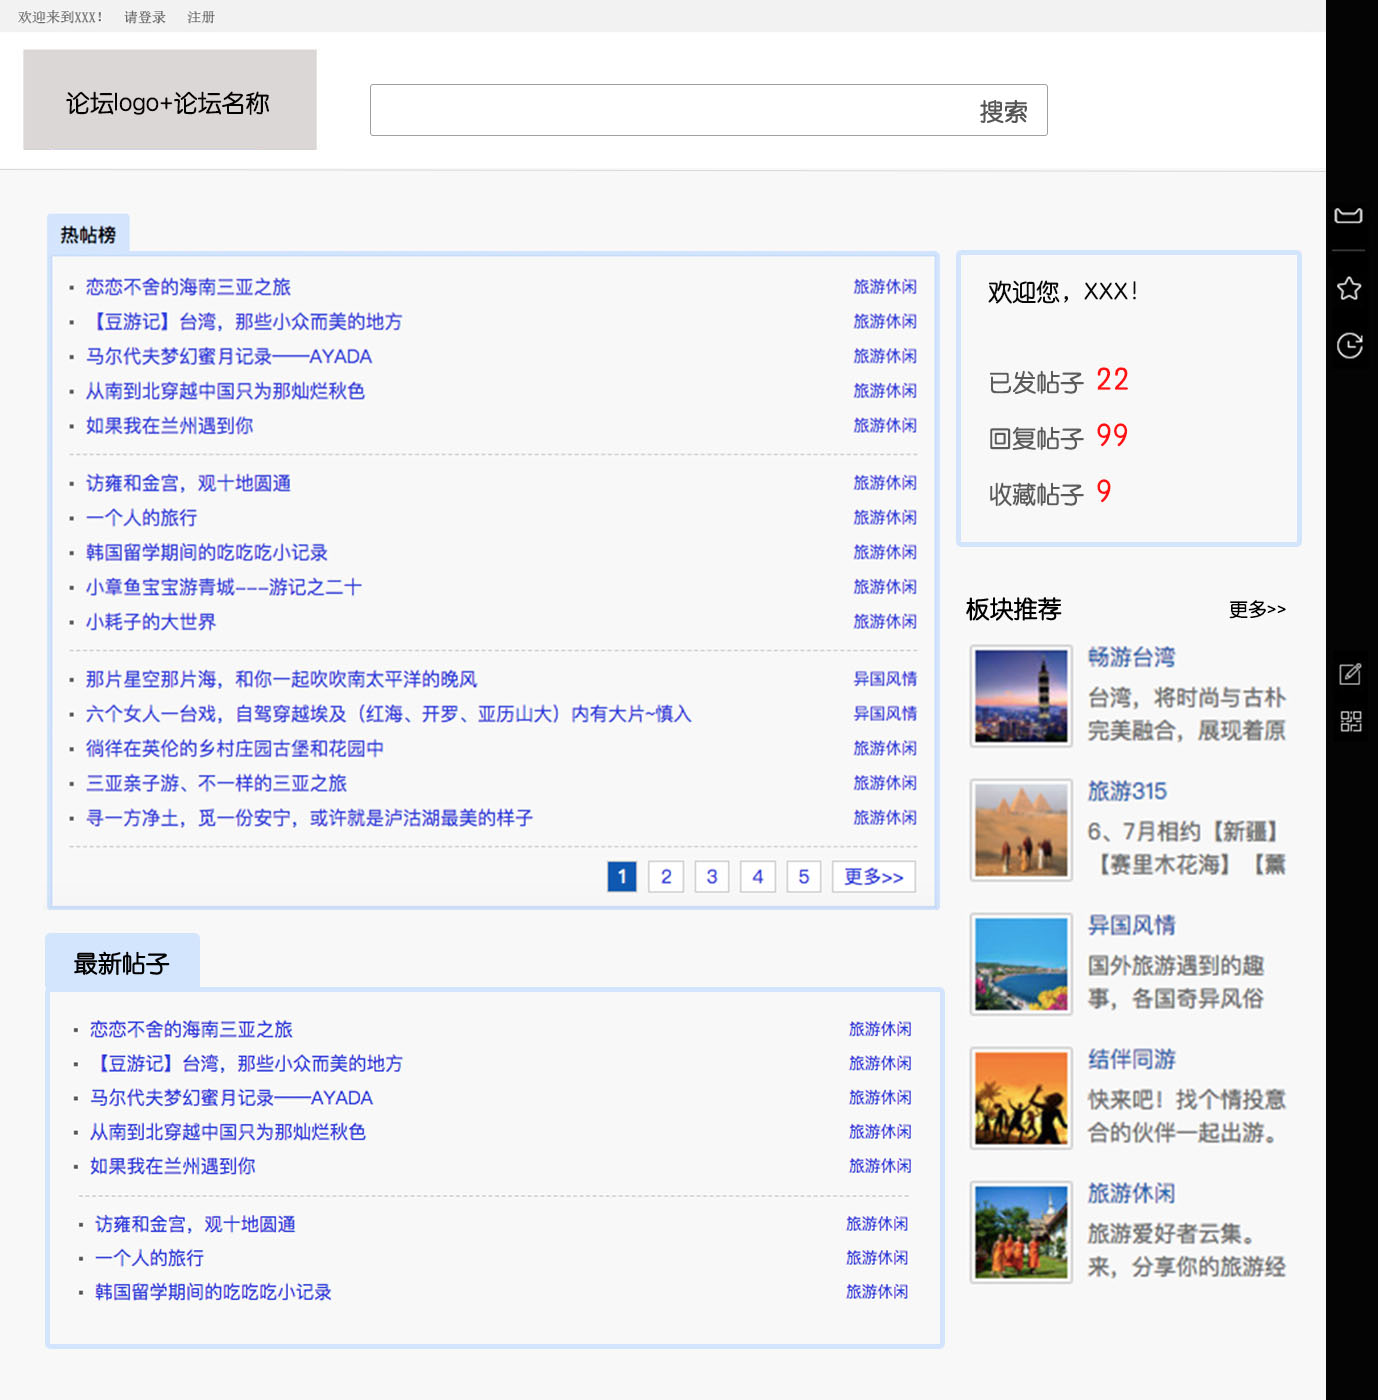 欢迎来到XXX! 请登录 注册
论坛logo+论坛名称
搜索
热帖榜
恋恋不舍的海南三亚之旅 旅游休闲
【豆游记】台湾，那些小众而美的地方 旅游休闲
马尔代夫梦幻蜜月记录——AYADA 旅游休闲
从南到北穿越中国只为那灿烂秋色 旅游休闲
如果我在兰州遇到你 旅游休闲
访雍和金宫，观十地圆通 旅游休闲
一个人的旅行 旅游休闲
韩国留学期间的吃吃吃小记录 旅游休闲
小章鱼宝宝游青城---游记之二十 旅游休闲
小耗子的大世界 旅游休闲
那片星空那片海，和你一起吹吹南太平洋的晚风 异国风情
六个女人一台戏，自驾穿越埃及（红海、开罗、亚历山大）内有大片~慎入 异国风情
徜徉在英伦的乡村庄园古堡和花园中 旅游休闲
三亚亲子游、不一样的三亚之旅 旅游休闲
寻一方净土，觅一份安宁，或许就是泸沽湖最美的样子 旅游休闲
1 2 3 4 5 更多>>
最新帖子
恋恋不舍的海南三亚之旅 旅游休闲
【豆游记】台湾，那些小众而美的地方 旅游休闲
马尔代夫梦幻蜜月记录——AYADA 旅游休闲
从南到北穿越中国只为那灿烂秋色 旅游休闲
如果我在兰州遇到你 旅游休闲
访雍和金宫，观十地圆通 旅游休闲
一个人的旅行 旅游休闲
韩国留学期间的吃吃吃小记录 旅游休闲
欢迎您，XXX!
已发帖子 22
回复帖子 99
收藏帖子 9
板块推荐 更多>>
畅游台湾
台湾，将时尚与古朴
完美融合，展现着原
旅游315
6、7月相约【新疆】
【赛里木花海】【薰
异国风情
国外旅游遇到的趣
事，各国奇异风俗
结伴同游
快来吧！找个情投意
合的伙伴一起出游。
旅游休闲
旅游爱好者云集。
来，分享你的旅游经